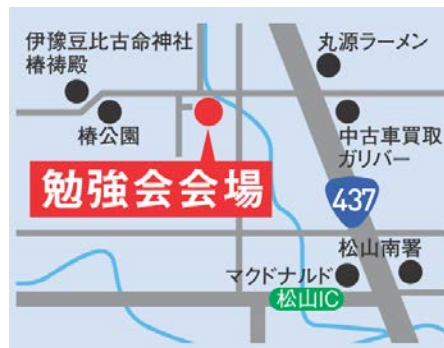 伊豫豆比古命神社
椿祷殿
丸源ラーメン
椿公園
中古車買取
ガリバー
勉強会会場
437
松山南署
マクドナルド
松山IC